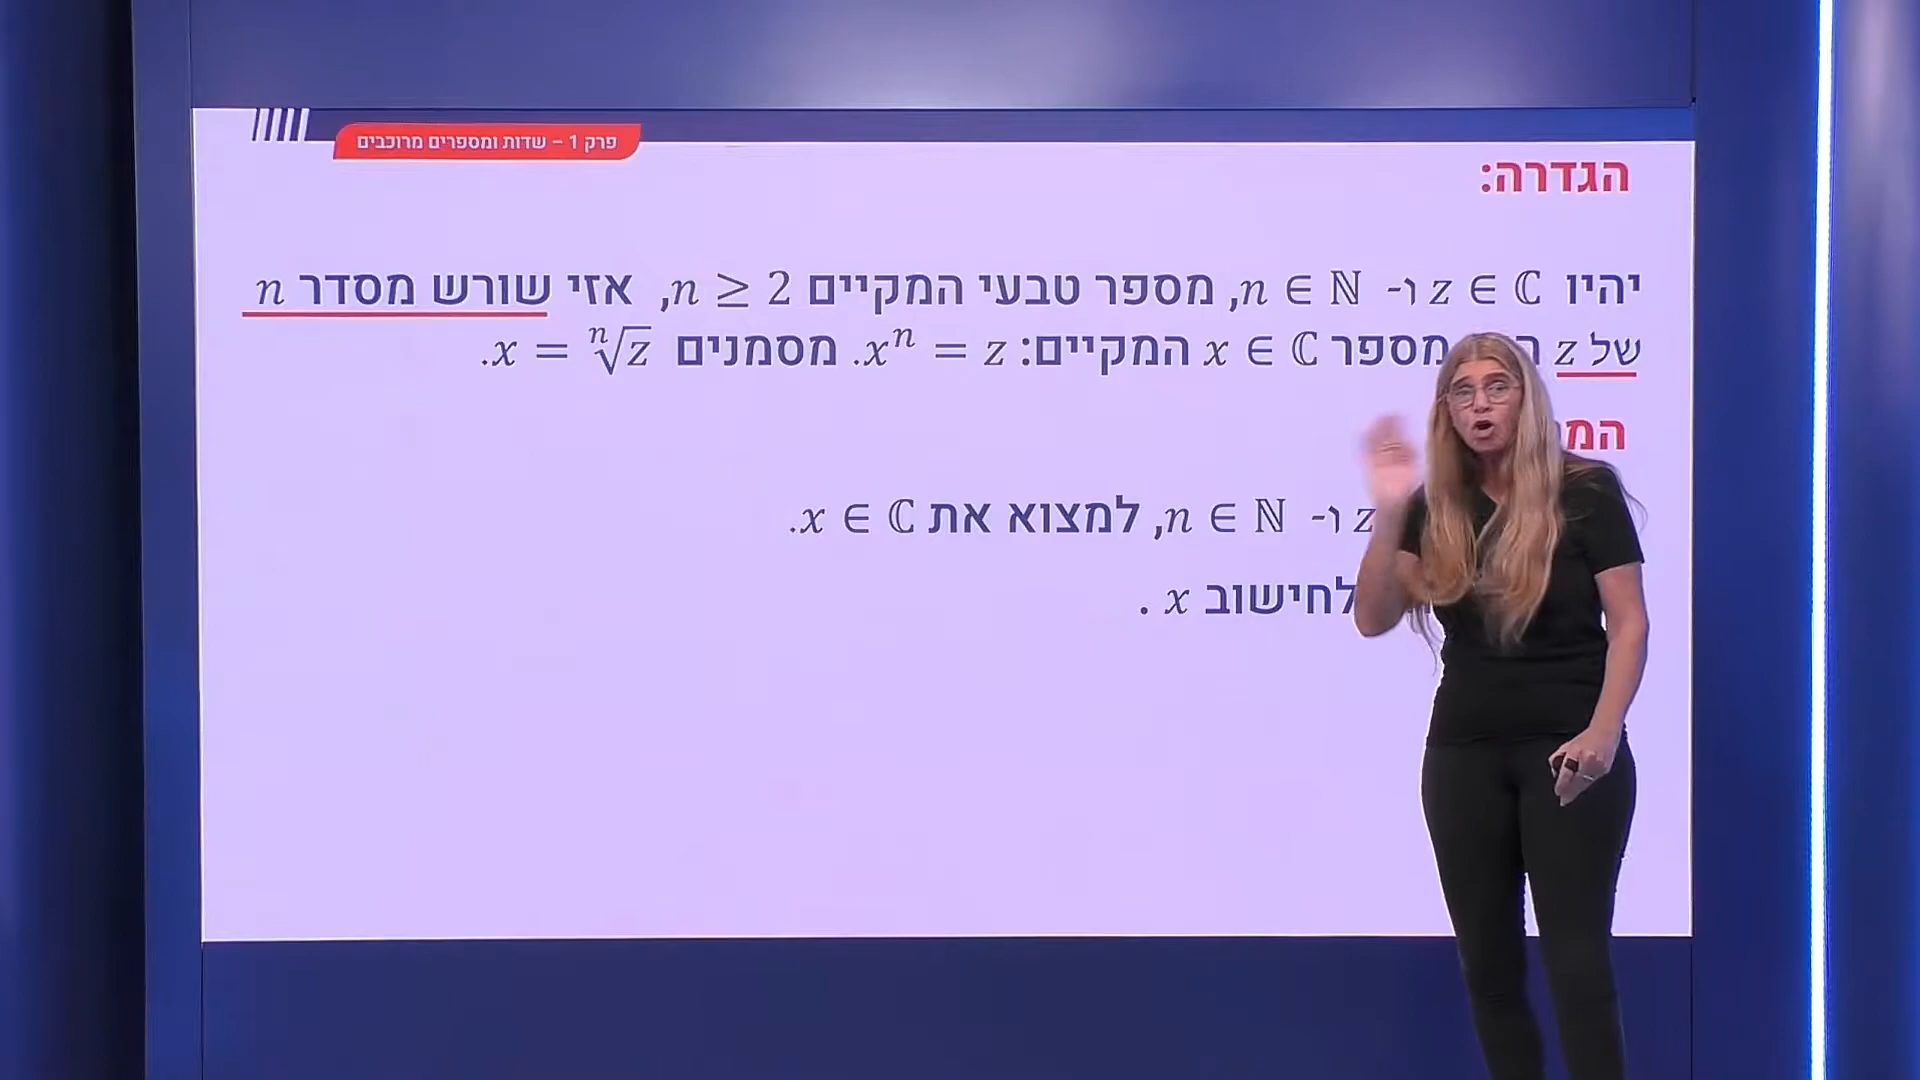 פרק 1 – שדות ומספרים מרוכבים
הגדרה:
יהיו z ∈ ℂ ו- n ∈ ℕ, מספר טבעי המקיים n ≥ 2, אזי שורש מסדר n
של z מספר x ∈ ℂ המקיים: xⁿ = z. מסמנים x = ⁿ√z.
z ו- n ∈ ℕ, למצוא את x ∈ ℂ.
לחישוב x .